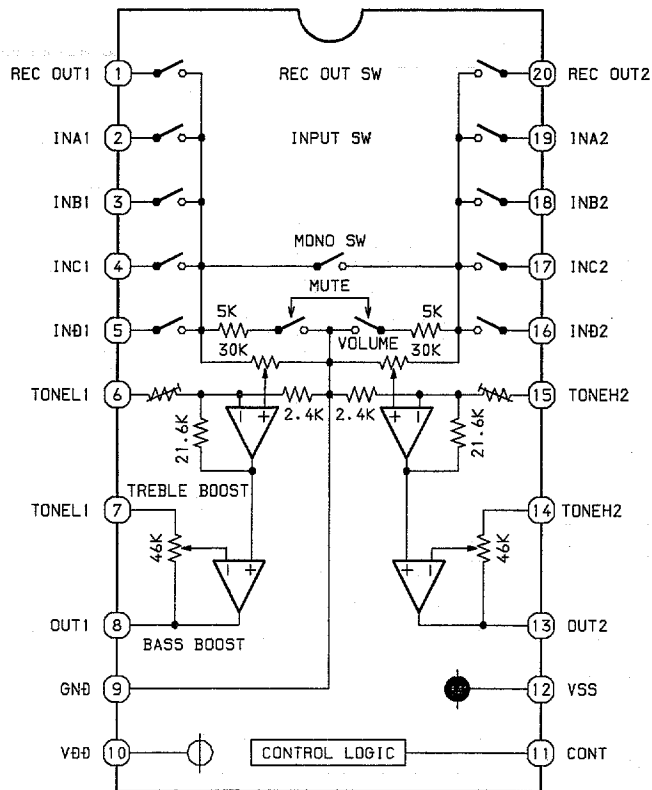 REC OUT1 1 REC OUT SW 20 REC OUT2
INA1 2 INPUT SW 19 INA2
INB1 3 18 INB2
MONO SW
INC1 4 17 INC2
MUTE
5K 5K
IND1 5 16 IND2
VOLUME
30K 30K
TONEL1 6 15 TONEH2
- + + -
2.4K 2.4K
21.6K 21.6K
TREBLE BOOST
TONEL1 7 14 TONEH2
46K 46K
- + + -
OUT1 8 13 OUT2
BASS BOOST
GND 9 12 VSS
VDD 10 CONTROL LOGIC 11 CONT